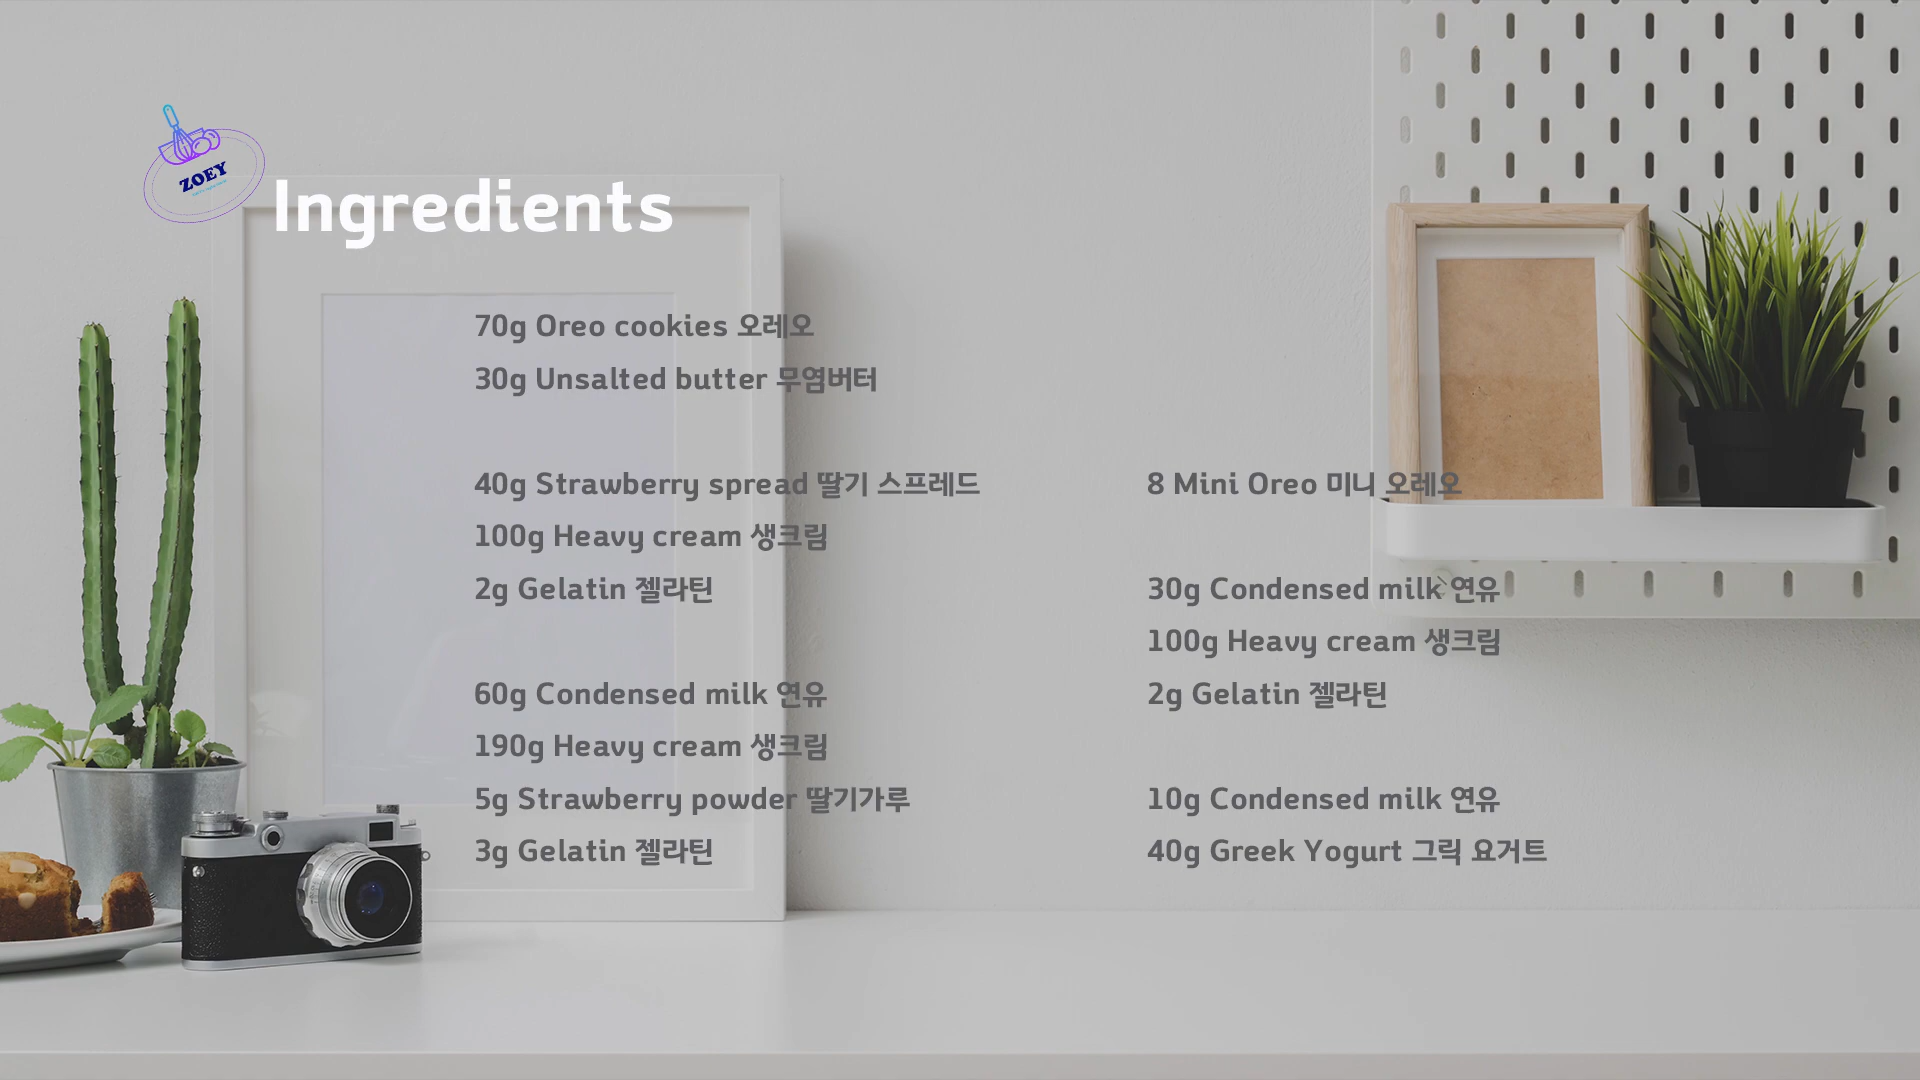 ZOEY
Ingredients
70g Oreo cookies 오레오
30g Unsalted butter 무염버터
40g Strawberry spread 딸기 스프레드
100g Heavy cream 생크림
2g Gelatin 젤라틴
60g Condensed milk 연유
190g Heavy cream 생크림
5g Strawberry powder 딸기가루
3g Gelatin 젤라틴
8 Mini Oreo 미니 오레오
30g Condensed milk 연유
100g Heavy cream 생크림
2g Gelatin 젤라틴
10g Condensed milk 연유
40g Greek Yogurt 그릭 요거트